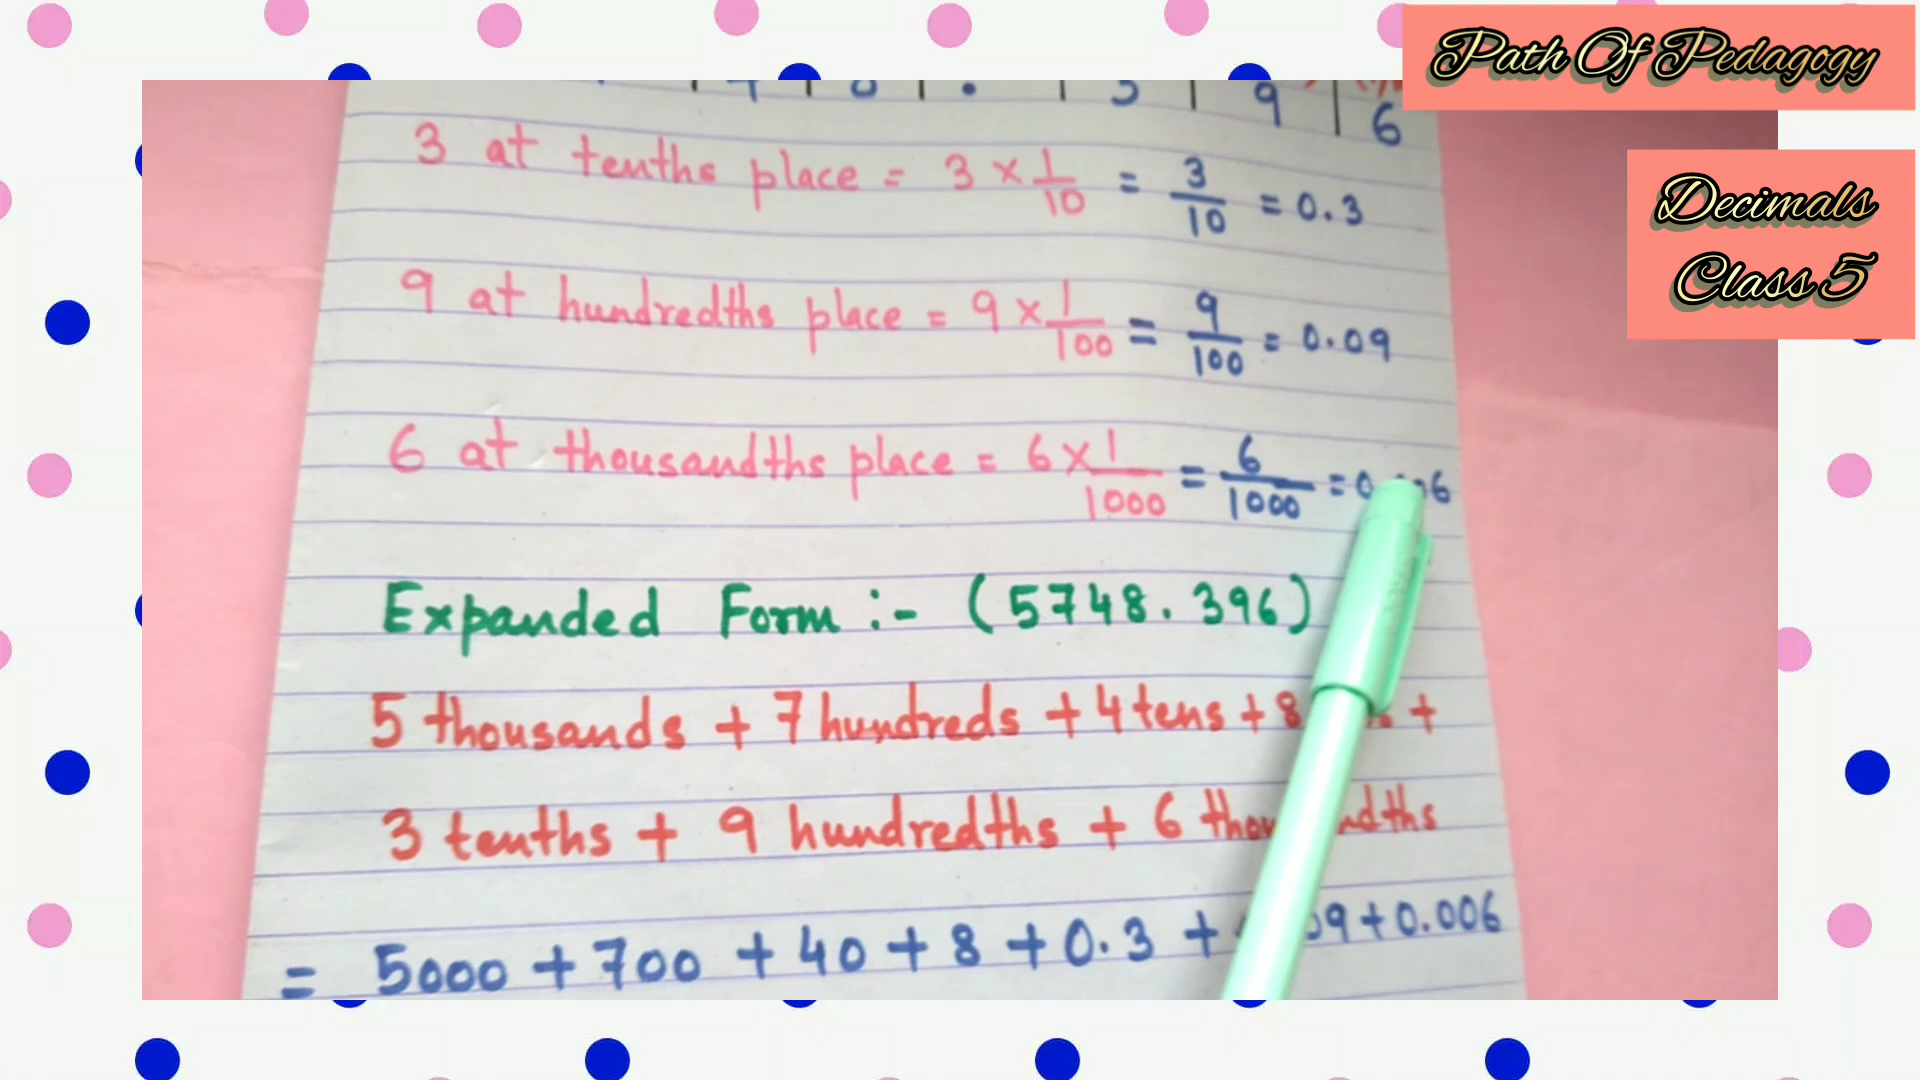 Path Of Pedagogy
Decimals
Class 5
9 6
3 at tenths place = 3 × 1/10 = 3/10 = 0.3
9 at hundredths place = 9 × 1/100 = 9/100 = 0.09
6 at thousandths place = 6 × 1/1000 = 6/1000 =
Expanded Form :- (5748.396)
5 thousands + 7 hundreds + 4 tens + 8 +
3 tenths + 9 hundredths + 6
= 5000 + 700 + 40 + 8 + 0.3 + + 0.006